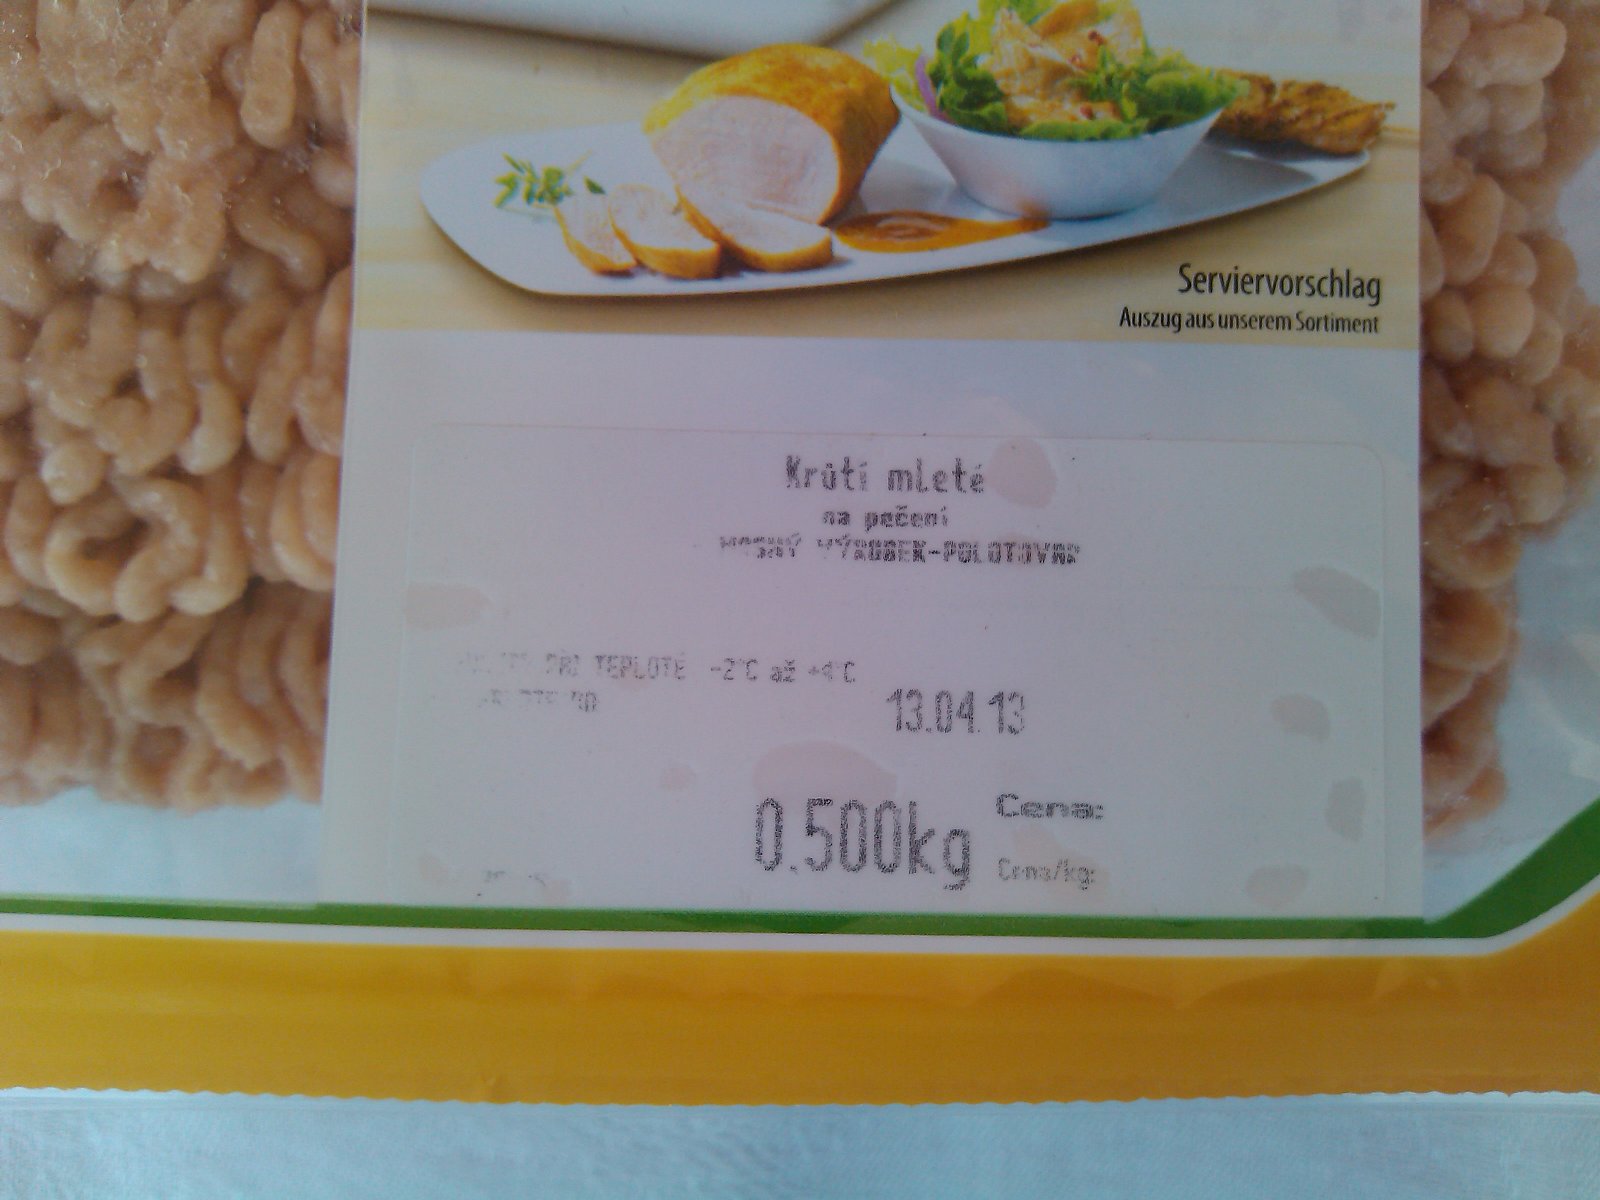 Serviervorschlag
Auszug aus unserem Sortiment
Krůtí mleté
na pečení
VÝROBEK-POLOTOVAR
PŘI TEPLOTĚ -2°C až +4°C
13.04.13
0.500kg
Cena:
Cena/kg: